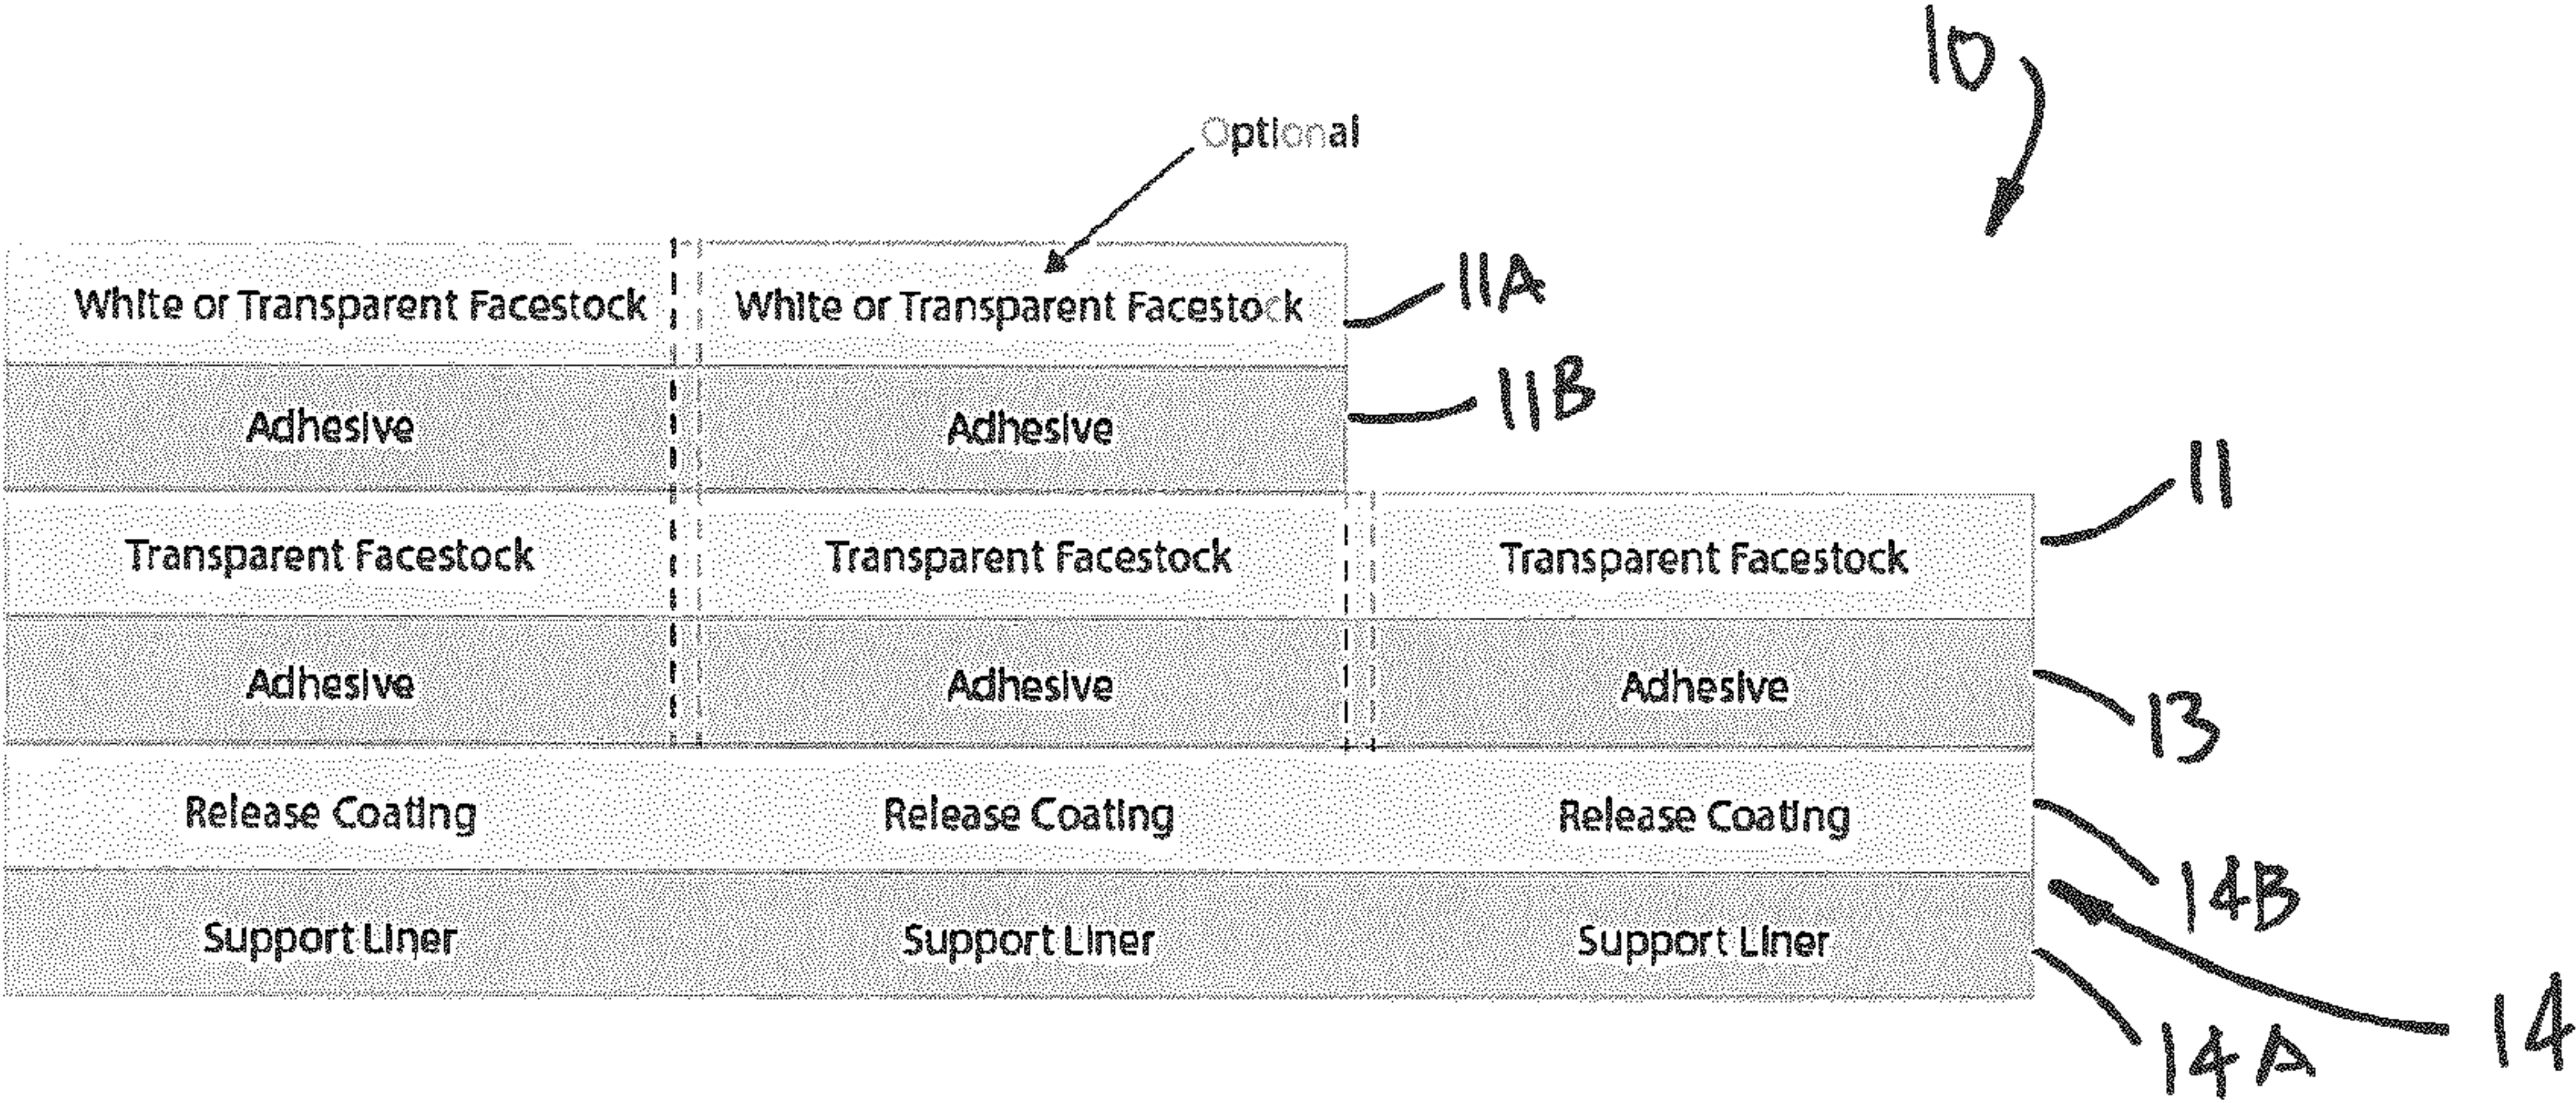 10
Optional
White or Transparent Facestock White or Transparent Facestock 11A
Adhesive Adhesive 11B
11
Transparent Facestock Transparent Facestock Transparent Facestock
Adhesive Adhesive Adhesive
13
Release Coating Release Coating Release Coating
14B
Support Liner Support Liner Support Liner
14
14A